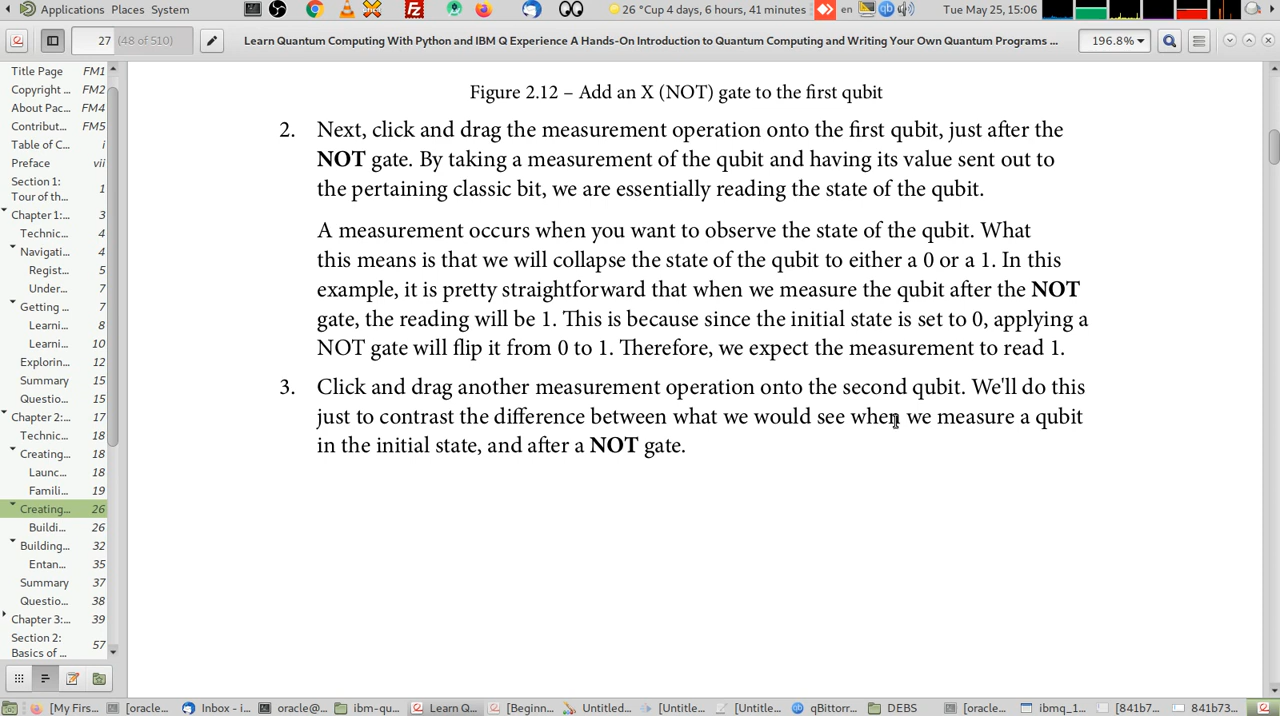 Applications Places System
26 °C
up 4 days, 6 hours, 41 minutes
en
Tue May 25, 15:06
27 (48 of 510)
Learn Quantum Computing With Python and IBM Q Experience A Hands-On Introduction to Quantum Computing and Writing Your Own Quantum Programs ...
196.8%
Title Page FM1
Copyright ... FM2
About Pac... FM4
Contribut... FM5
Table of C... i
Preface vii
Section 1:
Tour of th... 1
Chapter 1:... 3
Technic... 4
Navigati... 4
Regist... 5
Under... 7
Getting ... 7
Learni... 8
Learni... 10
Explorin... 12
Summary 15
Questio... 15
Chapter 2:... 17
Technic... 18
Creating... 18
Launc... 18
Famili... 19
Creating... 26
Buildi... 26
Building... 32
Entan... 35
Summary 37
Questio... 38
Chapter 3:... 39
Section 2:
Basics of ... 57
Figure 2.12 – Add an X (NOT) gate to the first qubit
2. Next, click and drag the measurement operation onto the first qubit, just after the
NOT gate. By taking a measurement of the qubit and having its value sent out to
the pertaining classic bit, we are essentially reading the state of the qubit.
A measurement occurs when you want to observe the state of the qubit. What
this means is that we will collapse the state of the qubit to either a 0 or a 1. In this
example, it is pretty straightforward that when we measure the qubit after the NOT
gate, the reading will be 1. This is because since the initial state is set to 0, applying a
NOT gate will flip it from 0 to 1. Therefore, we expect the measurement to read 1.
3. Click and drag another measurement operation onto the second qubit. We'll do this
just to contrast the difference between what we would see when we measure a qubit
in the initial state, and after a NOT gate.
[My Firs... [oracle... Inbox - i... oracle@... ibm-qu... Learn Q... [Beginn... Untitled... [Untitle... [Untitle... qBittorr... DEBS [oracle... ibmq_1... [841b7... 841b73...